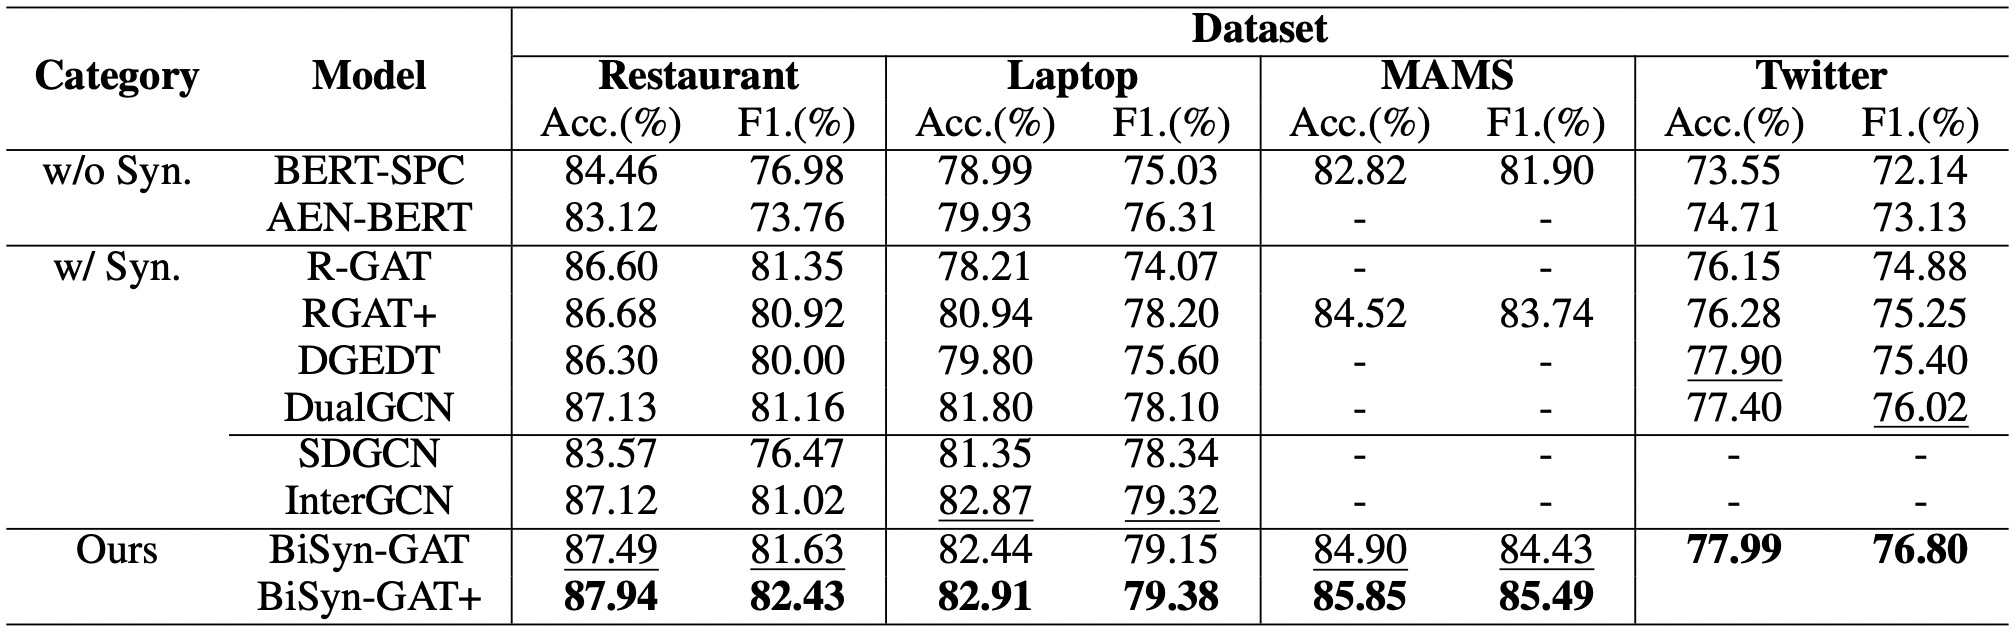 Dataset
Category Model Restaurant Laptop MAMS Twitter
Acc.(%) F1.(%) Acc.(%) F1.(%) Acc.(%) F1.(%) Acc.(%) F1.(%)
w/o Syn. BERT-SPC 84.46 76.98 78.99 75.03 82.82 81.90 73.55 72.14
AEN-BERT 83.12 73.76 79.93 76.31 - - 74.71 73.13
w/ Syn. R-GAT 86.60 81.35 78.21 74.07 - - 76.15 74.88
RGAT+ 86.68 80.92 80.94 78.20 84.52 83.74 76.28 75.25
DGEDT 86.30 80.00 79.80 75.60 - - 77.90 75.40
DualGCN 87.13 81.16 81.80 78.10 - - 77.40 76.02
SDGCN 83.57 76.47 81.35 78.34 - - - -
InterGCN 87.12 81.02 82.87 79.32 - - - -
Ours BiSyn-GAT 87.49 81.63 82.44 79.15 84.90 84.43 77.99 76.80
BiSyn-GAT+ 87.94 82.43 82.91 79.38 85.85 85.49